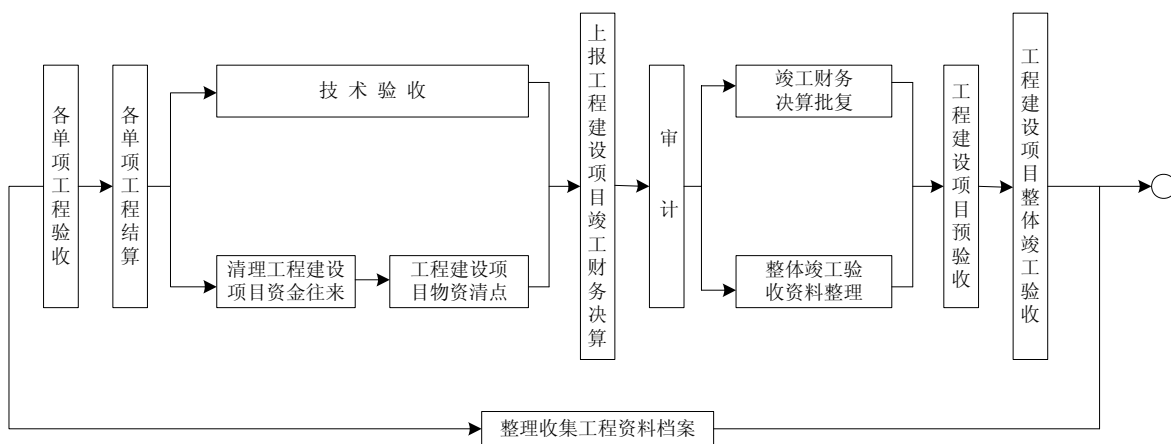 各单项工程验收
各单项工程结算
技术验收
清理工程建设
项目资金往来
工程建设项
目物资清点
上报工程建设项目竣工财务决算
审计
竣工财务
决算批复
整体竣工验
收资料整理
工程建设项目预验收
工程建设项目整体竣工验收
整理收集工程资料档案